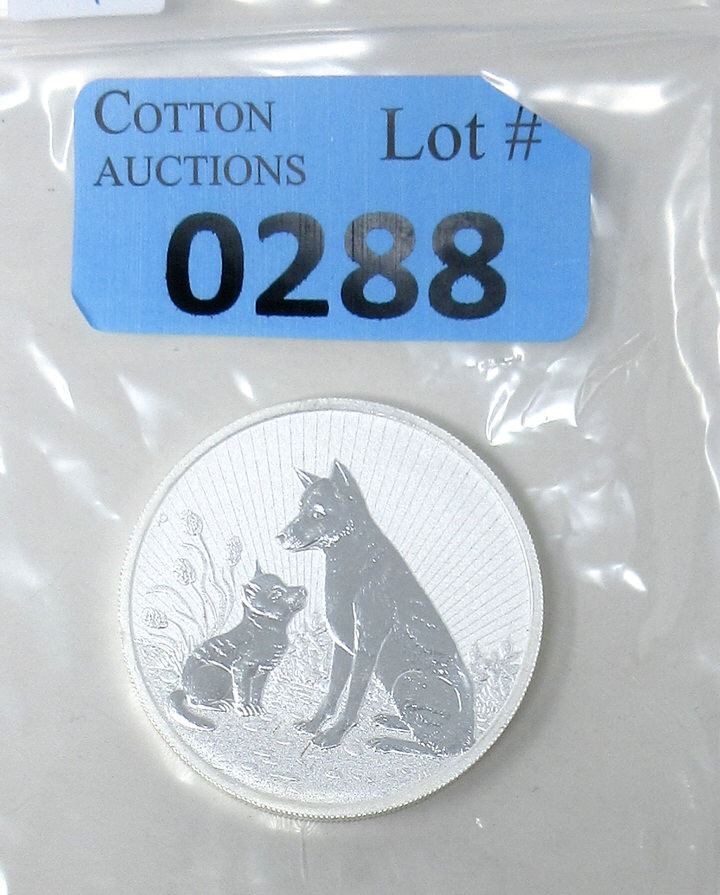 COTTON
AUCTIONS
Lot #
0288
P